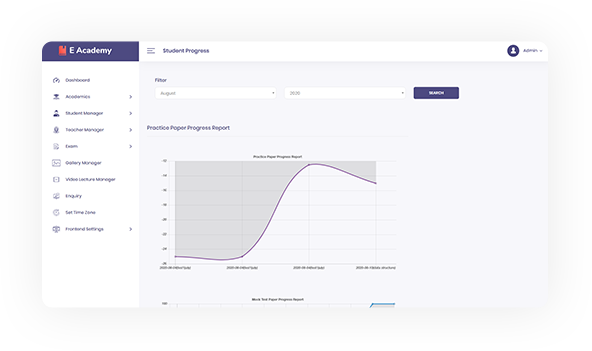 E Academy
Student Progress
Admin
Dashboard
Academics
Student Manager
Teacher Manager
Exam
Gallery Manager
Video Lecture Manager
Enquiry
Set Time Zone
Frontend Settings
Filter
August
2020
SEARCH
Practice Paper Progress Report
Practice Paper Progress Report
Mock Test Paper Progress Report
100